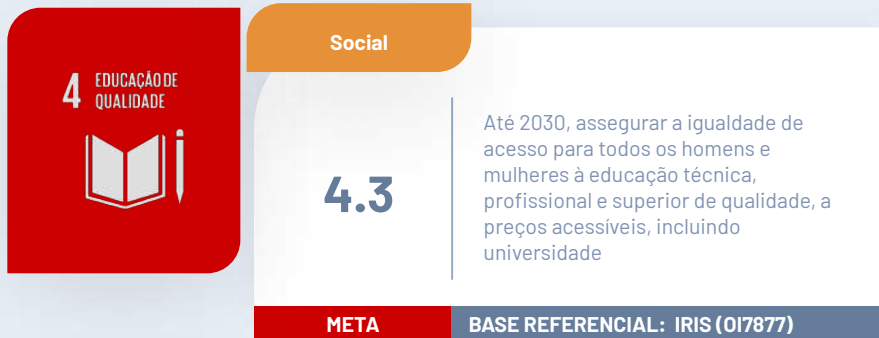 4 EDUCAÇÃO DE
QUALIDADE
Social
4.3
Até 2030, assegurar a igualdade de
acesso para todos os homens e
mulheres à educação técnica,
profissional e superior de qualidade, a
preços acessíveis, incluindo
universidade
META
BASE REFERENCIAL: IRIS (OI7877)